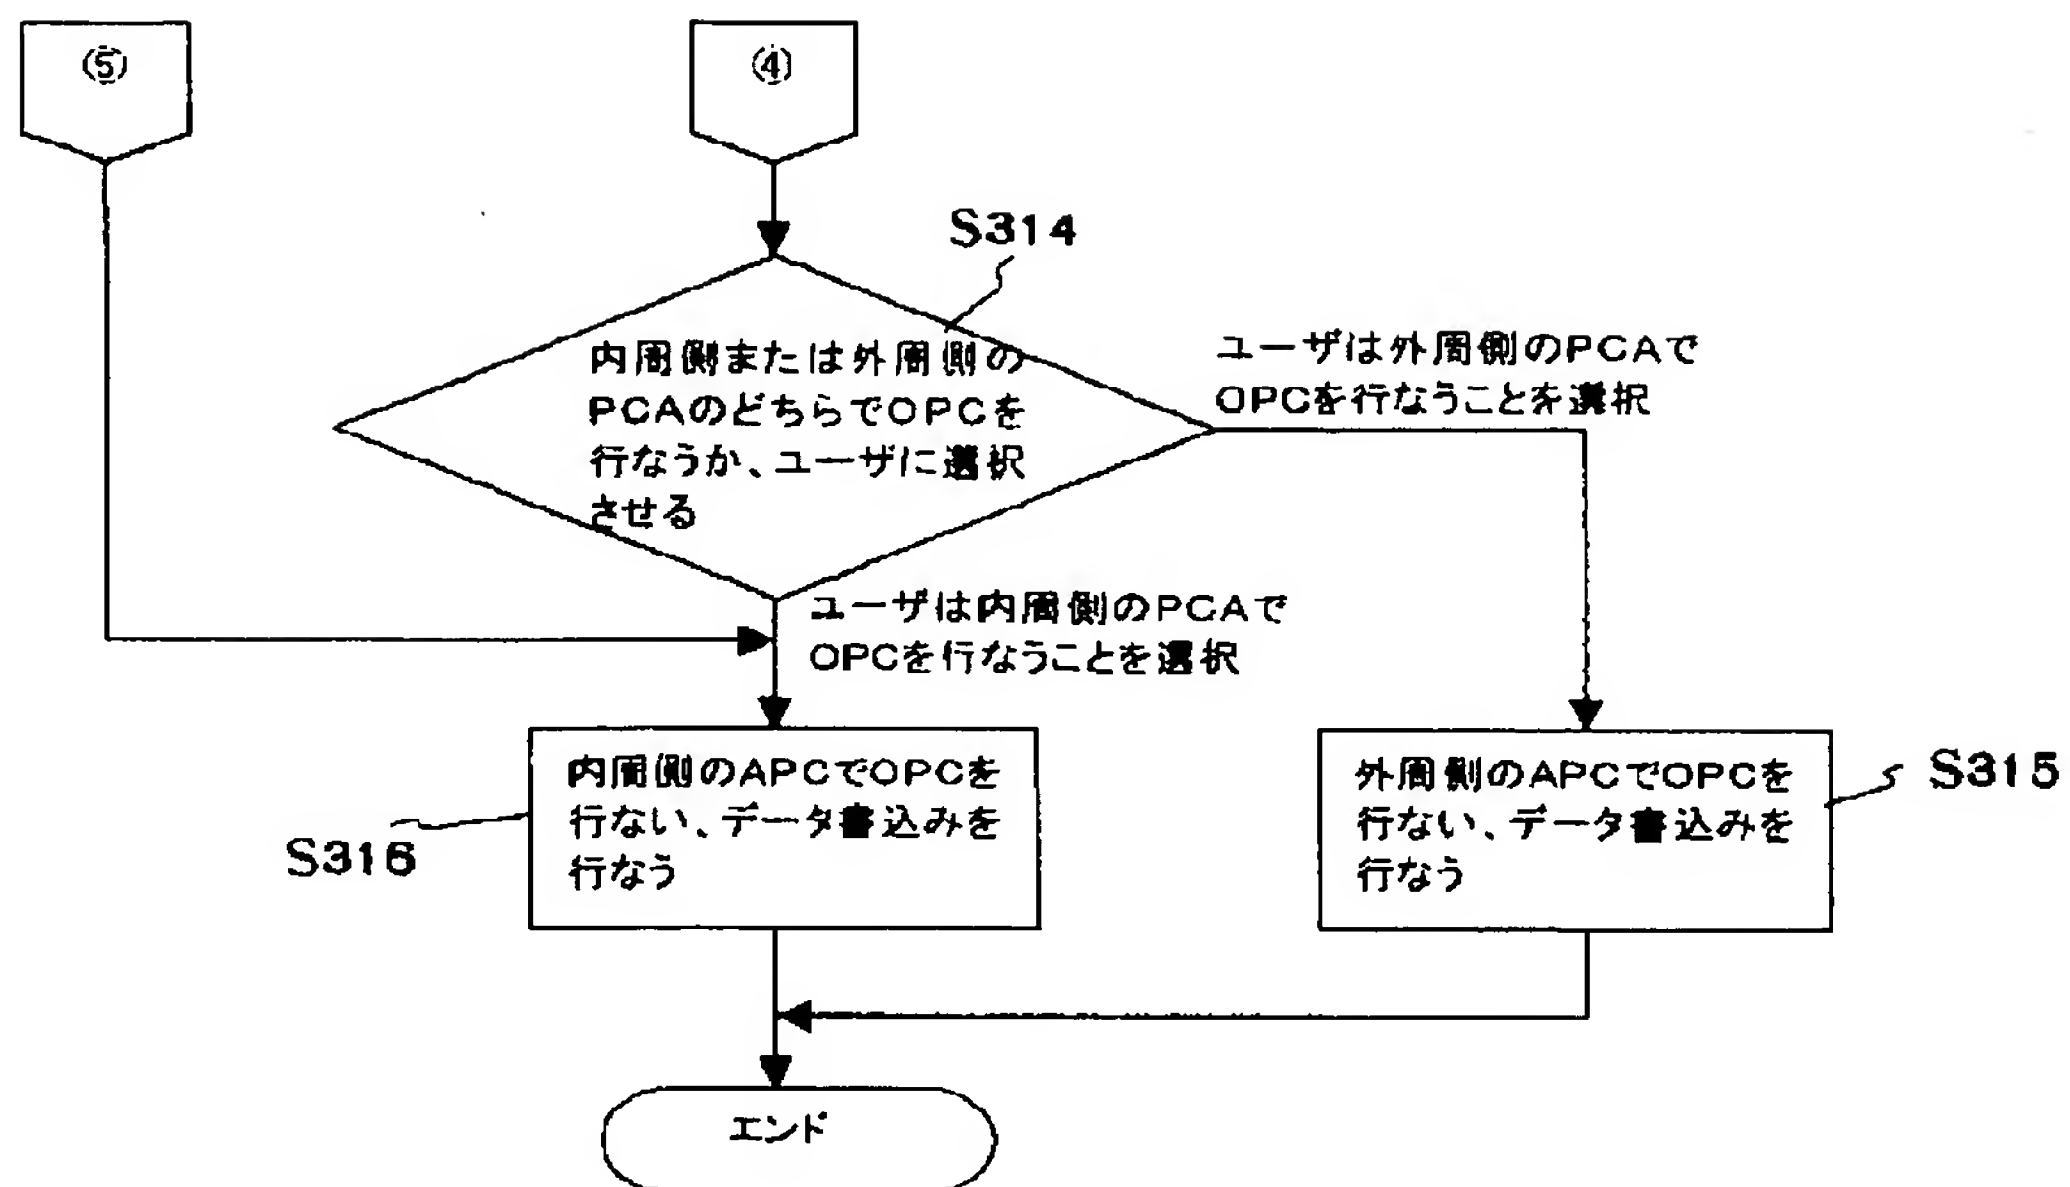 ⑤
④
S314
内周側または外周側の
PCAのどちらでOPCを
行なうか、ユーザに選択
させる
ユーザは外周側のPCAで
OPCを行なうことを選択
ユーザは内周側のPCAで
OPCを行なうことを選択
内周側のAPCでOPCを
行ない、データ書込みを
行なう
S316
外周側のAPCでOPCを
行ない、データ書込みを
行なう
S315
エンド